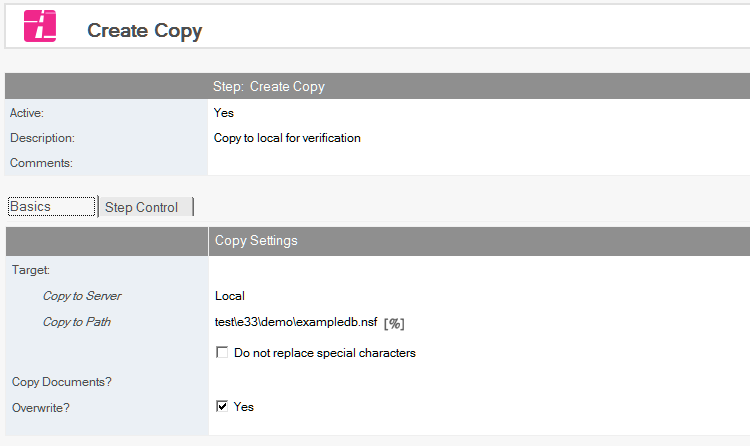 Create Copy
Step: Create Copy
Active: Yes
Description: Copy to local for verification
Comments:
Basics Step Control
Copy Settings
Target:
Copy to Server Local
Copy to Path test\e33\demo\exampledb.nsf [%]
Do not replace special characters
Copy Documents?
Overwrite? Yes